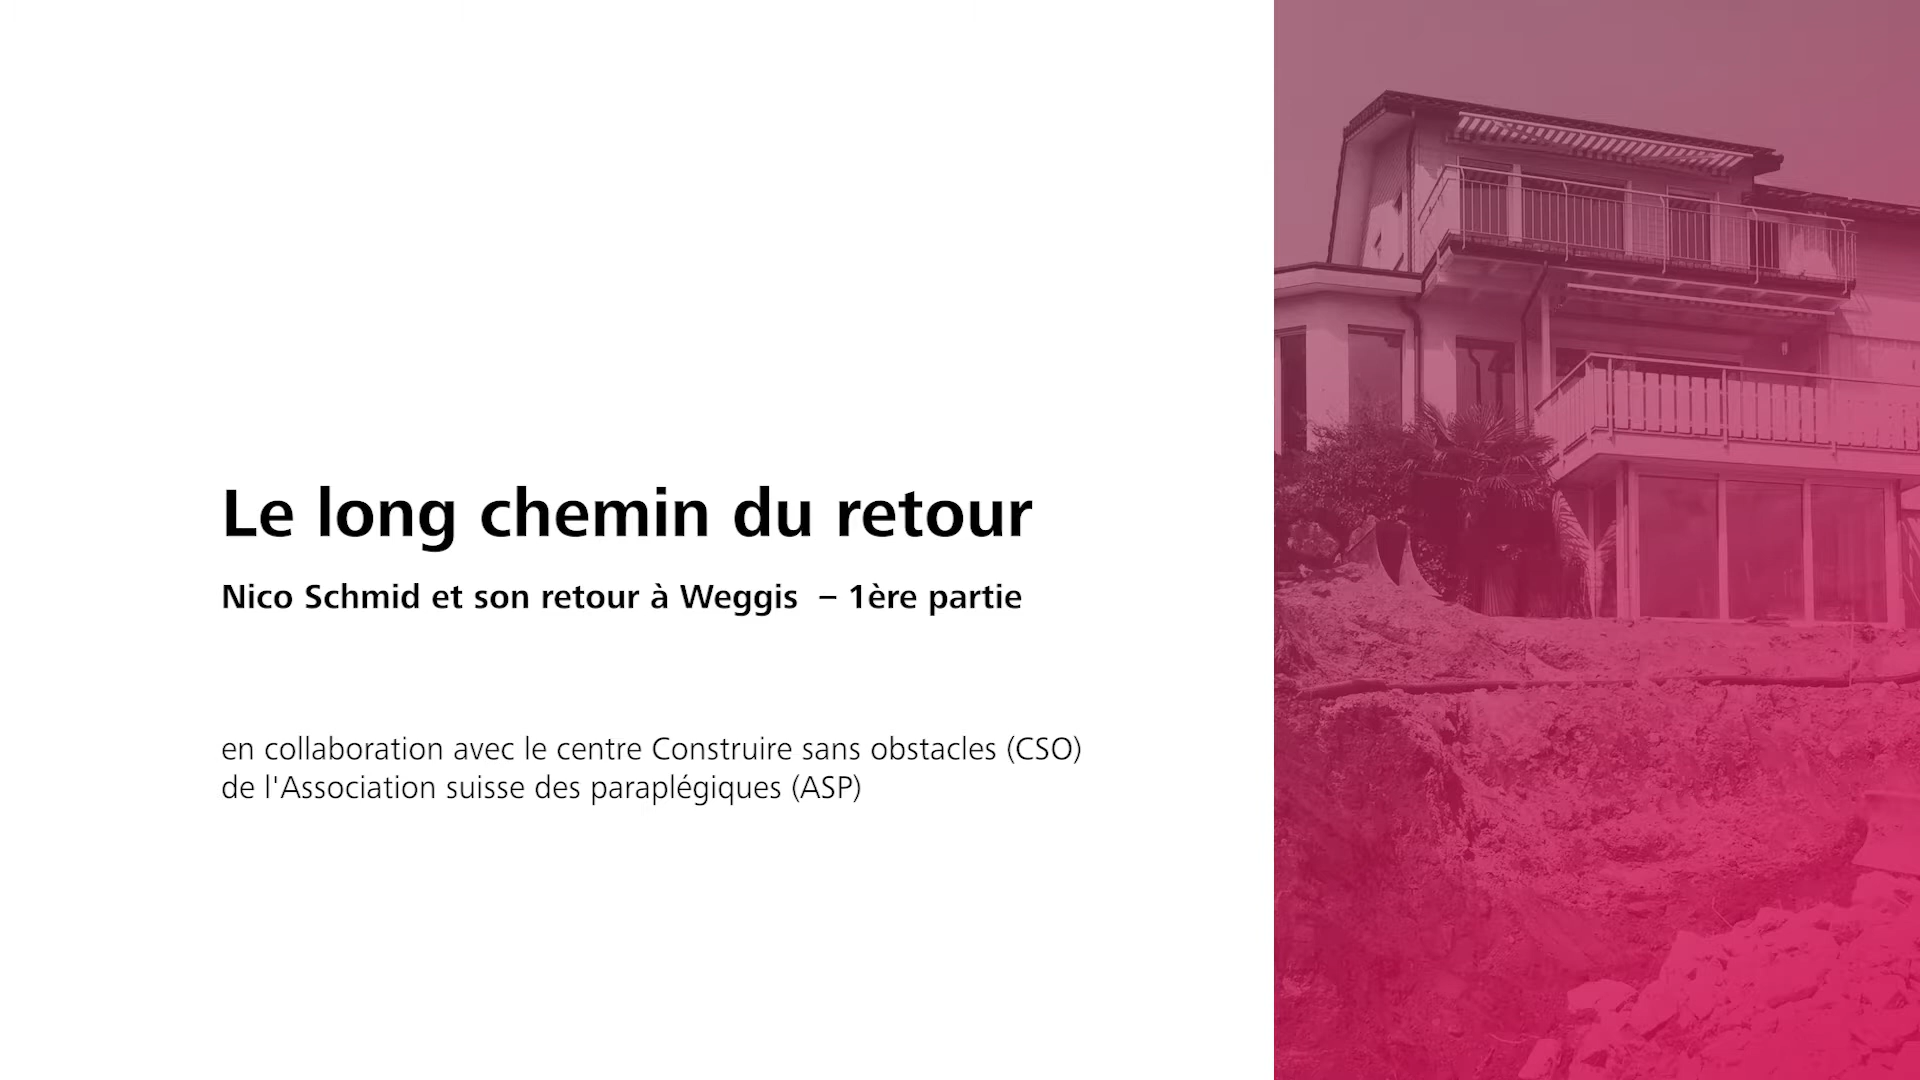 Le long chemin du retour
Nico Schmid et son retour à Weggis – 1ère partie
en collaboration avec le centre Construire sans obstacles (CSO)
de l'Association suisse des paraplégiques (ASP)